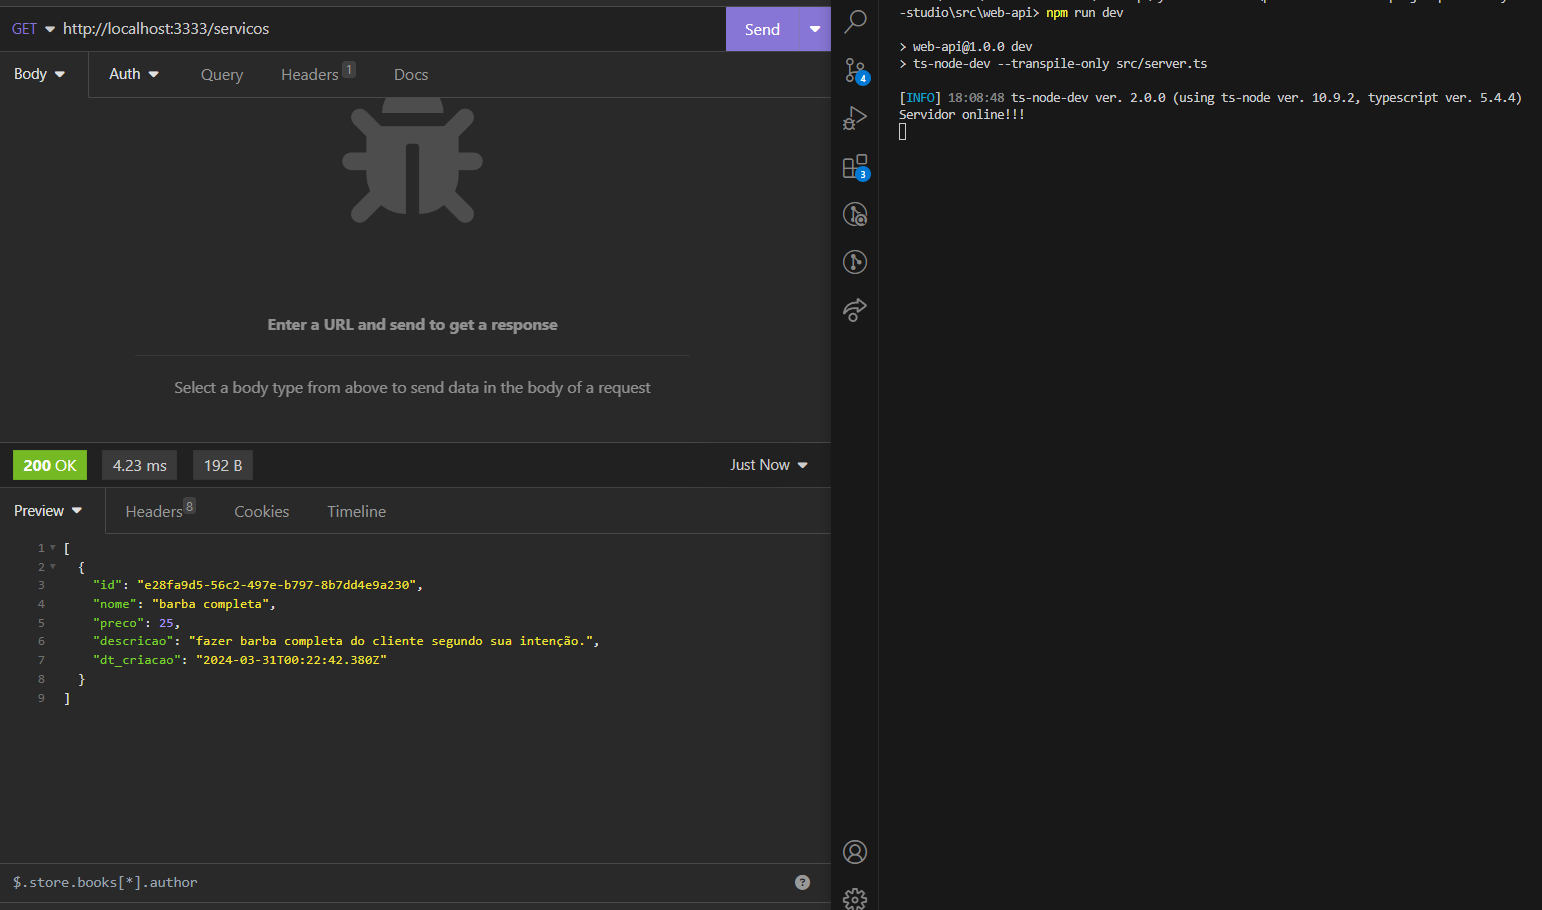 GET http://localhost:3333/servicos Send
Body Auth Query Headers 1 Docs
Enter a URL and send to get a response
Select a body type from above to send data in the body of a request
200 OK 4.23 ms 192 B Just Now
Preview Headers 8 Cookies Timeline
1 [
2 {
3 "id": "e28fa9d5-56c2-497e-b797-8b7dd4e9a230",
4 "nome": "barba completa",
5 "preco": 25,
6 "descricao": "fazer barba completa do cliente segundo sua intenção.",
7 "dt_criacao": "2024-03-31T00:22:42.380Z"
8 }
9 ]
$.store.books[*].author
?
4
3
-studio\src\web-api> npm run dev
> web-api@1.0.0 dev
> ts-node-dev --transpile-only src/server.ts
[INFO] 18:08:48 ts-node-dev ver. 2.0.0 (using ts-node ver. 10.9.2, typescript ver. 5.4.4)
Servidor online!!!